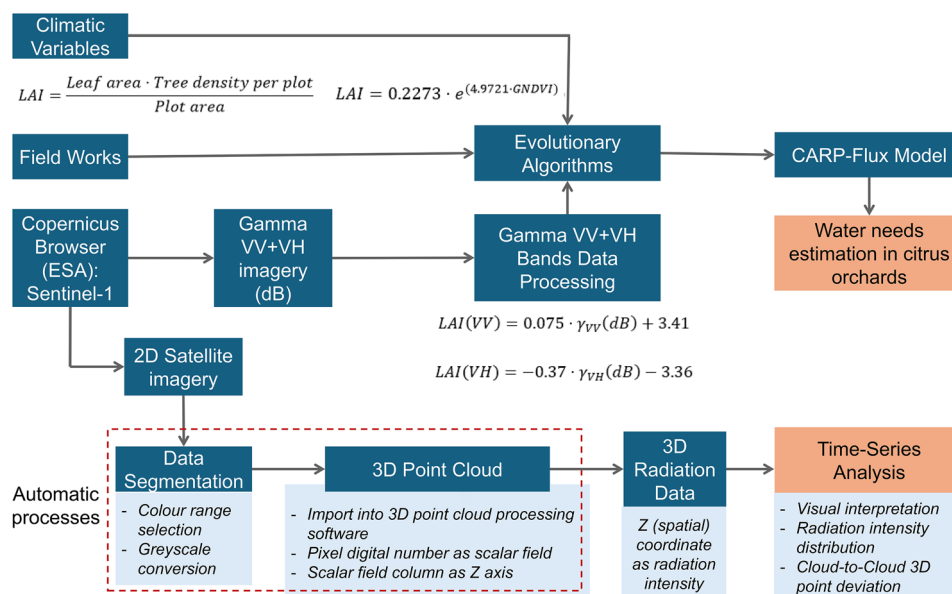 Climatic
Variables
LAI = Leaf area · Tree density per plot / Plot area
LAI = 0.2273 · e^(4.9721·GNDVI)
Field Works
Evolutionary
Algorithms
CARP-Flux Model
Copernicus
Browser
(ESA):
Sentinel-1
Gamma
VV+VH
imagery
(dB)
Gamma VV+VH
Bands Data
Processing
Water needs
estimation in citrus
orchards
LAI(VV) = 0.075 · γVV(dB) + 3.41
LAI(VH) = −0.37 · γVH(dB) − 3.36
2D Satellite
imagery
Automatic
processes
Data
Segmentation
- Colour range
selection
- Greyscale
conversion
3D Point Cloud
- Import into 3D point cloud processing
software
- Pixel digital number as scalar field
- Scalar field column as Z axis
3D
Radiation
Data
Z (spatial)
coordinate
as radiation
intensity
Time-Series
Analysis
- Visual interpretation
- Radiation intensity
distribution
- Cloud-to-Cloud 3D
point deviation